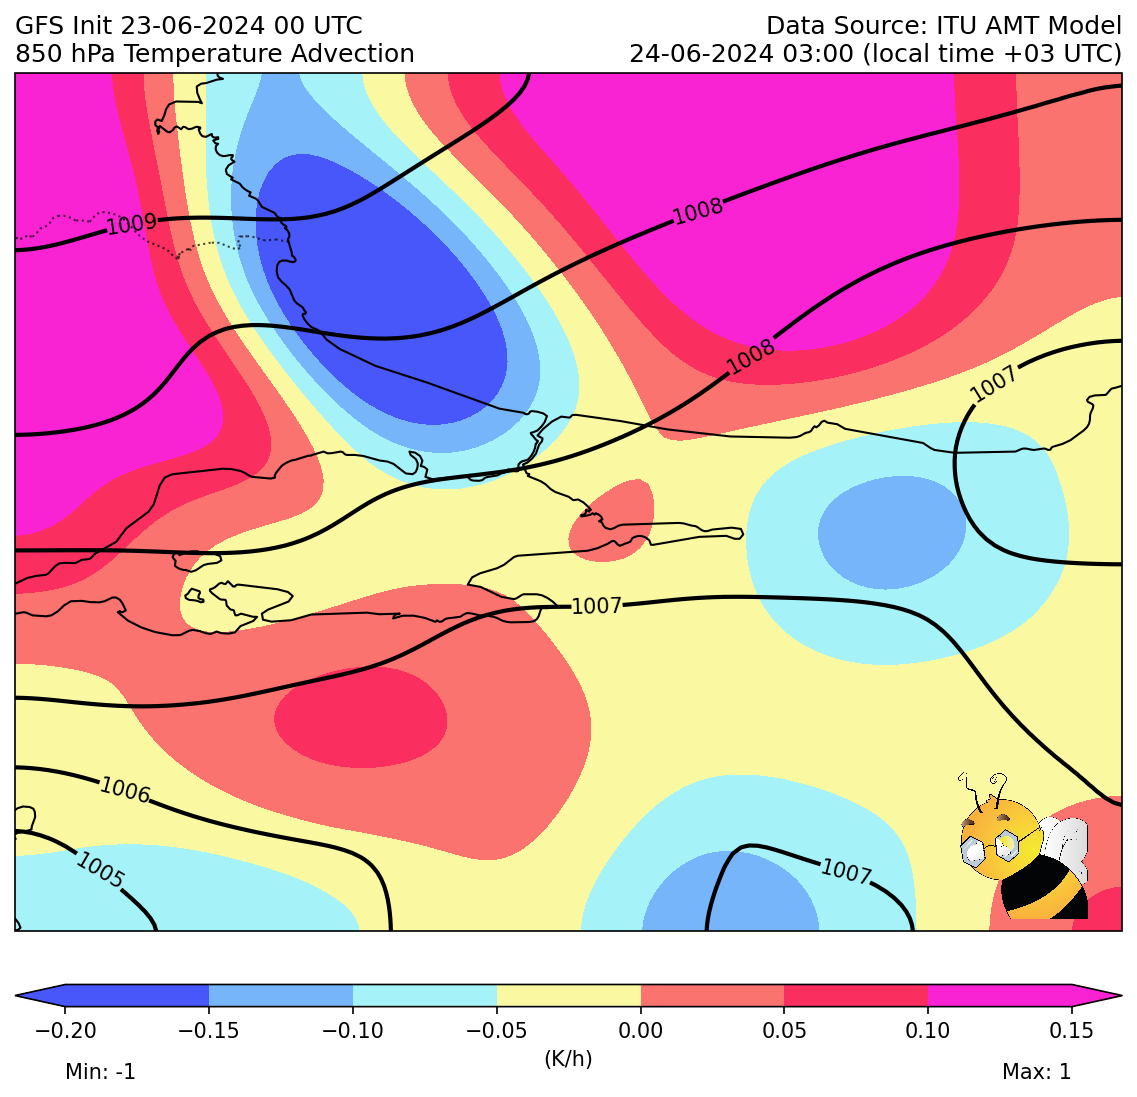 GFS Init 23-06-2024 00 UTC
Data Source: ITU AMT Model
850 hPa Temperature Advection
24-06-2024 03:00 (local time +03 UTC)
1009
1008
1008
1007
1007
1006
1005
1007
−0.20 −0.15 −0.10 −0.05 0.00 0.05 0.10 0.15
(K/h)
Min: -1
Max: 1